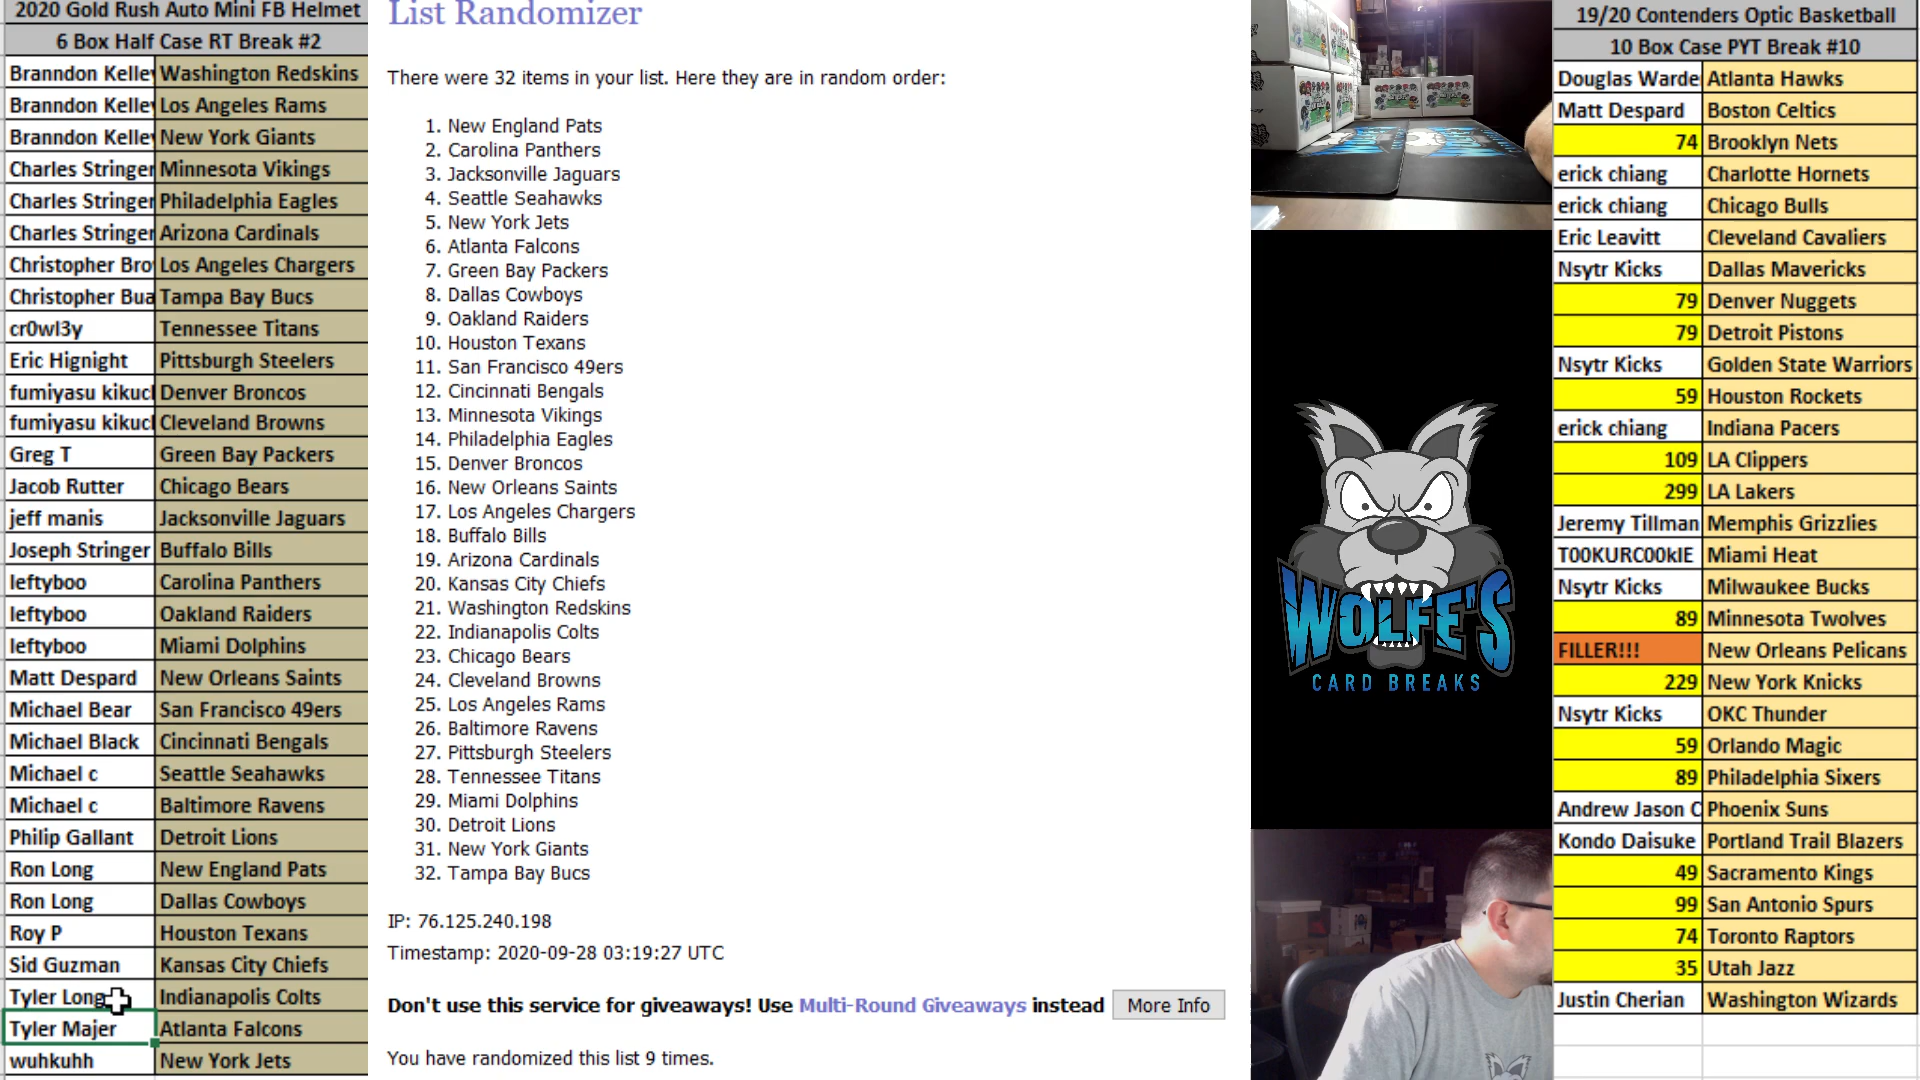 2020 Gold Rush Auto Mini FB Helmet
6 Box Half Case RT Break #2
Branndon Kelley Washington Redskins
Branndon Kelley Los Angeles Rams
Branndon Kelley New York Giants
Charles Stringer Minnesota Vikings
Charles Stringer Philadelphia Eagles
Charles Stringer Arizona Cardinals
Christopher Bro Los Angeles Chargers
Christopher Bua Tampa Bay Bucs
cr0wl3y Tennessee Titans
Eric Hignight Pittsburgh Steelers
fumiyasu kikuc Denver Broncos
fumiyasu kikuc Cleveland Browns
Greg T Green Bay Packers
Jacob Rutter Chicago Bears
jeff manis Jacksonville Jaguars
Joseph Stringer Buffalo Bills
leftyboo Carolina Panthers
leftyboo Oakland Raiders
leftyboo Miami Dolphins
Matt Despard New Orleans Saints
Michael Bear San Francisco 49ers
Michael Black Cincinnati Bengals
Michael c Seattle Seahawks
Michael c Baltimore Ravens
Philip Gallant Detroit Lions
Ron Long New England Pats
Ron Long Dallas Cowboys
Roy P Houston Texans
Sid Guzman Kansas City Chiefs
Tyler Long Indianapolis Colts
Tyler Majer Atlanta Falcons
wuhkuhh New York Jets
List Randomizer
There were 32 items in your list. Here they are in random order:
1. New England Pats
2. Carolina Panthers
3. Jacksonville Jaguars
4. Seattle Seahawks
5. New York Jets
6. Atlanta Falcons
7. Green Bay Packers
8. Dallas Cowboys
9. Oakland Raiders
10. Houston Texans
11. San Francisco 49ers
12. Cincinnati Bengals
13. Minnesota Vikings
14. Philadelphia Eagles
15. Denver Broncos
16. New Orleans Saints
17. Los Angeles Chargers
18. Buffalo Bills
19. Arizona Cardinals
20. Kansas City Chiefs
21. Washington Redskins
22. Indianapolis Colts
23. Chicago Bears
24. Cleveland Browns
25. Los Angeles Rams
26. Baltimore Ravens
27. Pittsburgh Steelers
28. Tennessee Titans
29. Miami Dolphins
30. Detroit Lions
31. New York Giants
32. Tampa Bay Bucs
IP: 76.125.240.198
Timestamp: 2020-09-28 03:19:27 UTC
Don't use this service for giveaways! Use Multi-Round Giveaways instead More Info
You have randomized this list 9 times.
WOLFE'S
CARD BREAKS
19/20 Contenders Optic Basketball
10 Box Case PYT Break #10
Douglas Warde Atlanta Hawks
Matt Despard Boston Celtics
74 Brooklyn Nets
erick chiang Charlotte Hornets
erick chiang Chicago Bulls
Eric Leavitt Cleveland Cavaliers
Nsytr Kicks Dallas Mavericks
79 Denver Nuggets
79 Detroit Pistons
Nsytr Kicks Golden State Warriors
59 Houston Rockets
erick chiang Indiana Pacers
109 LA Clippers
299 LA Lakers
Jeremy Tillman Memphis Grizzlies
T00KURC00kIE Miami Heat
Nsytr Kicks Milwaukee Bucks
89 Minnesota Twolves
FILLER!!! New Orleans Pelicans
229 New York Knicks
Nsytr Kicks OKC Thunder
59 Orlando Magic
89 Philadelphia Sixers
Andrew Jason C Phoenix Suns
Kondo Daisuke Portland Trail Blazers
49 Sacramento Kings
99 San Antonio Spurs
74 Toronto Raptors
35 Utah Jazz
Justin Cherian Washington Wizards